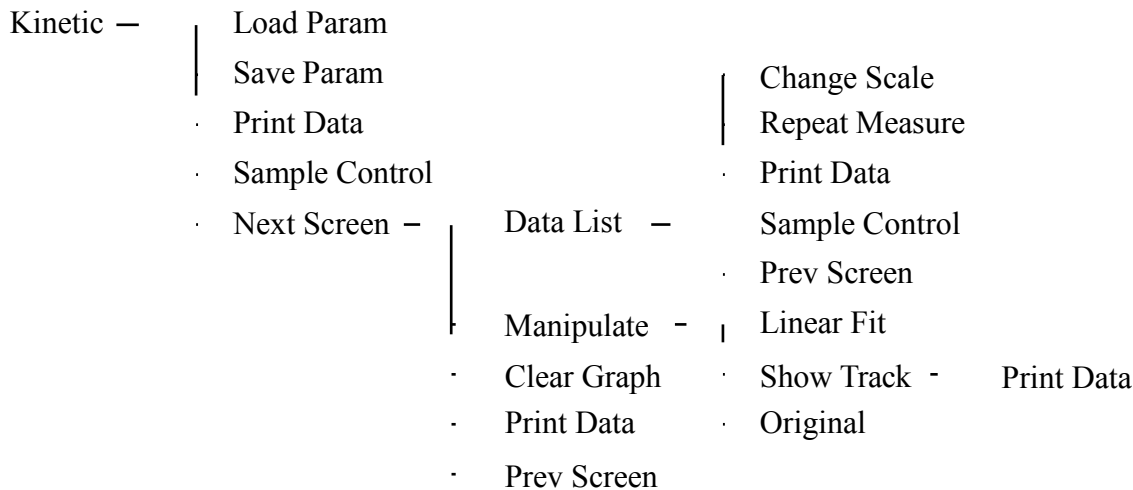 Kinetic
Load Param
Save Param
Print Data
Sample Control
Next Screen
Data List
Change Scale
Repeat Measure
Print Data
Sample Control
Prev Screen
Manipulate
Linear Fit
Show Track
Print Data
Original
Clear Graph
Print Data
Prev Screen